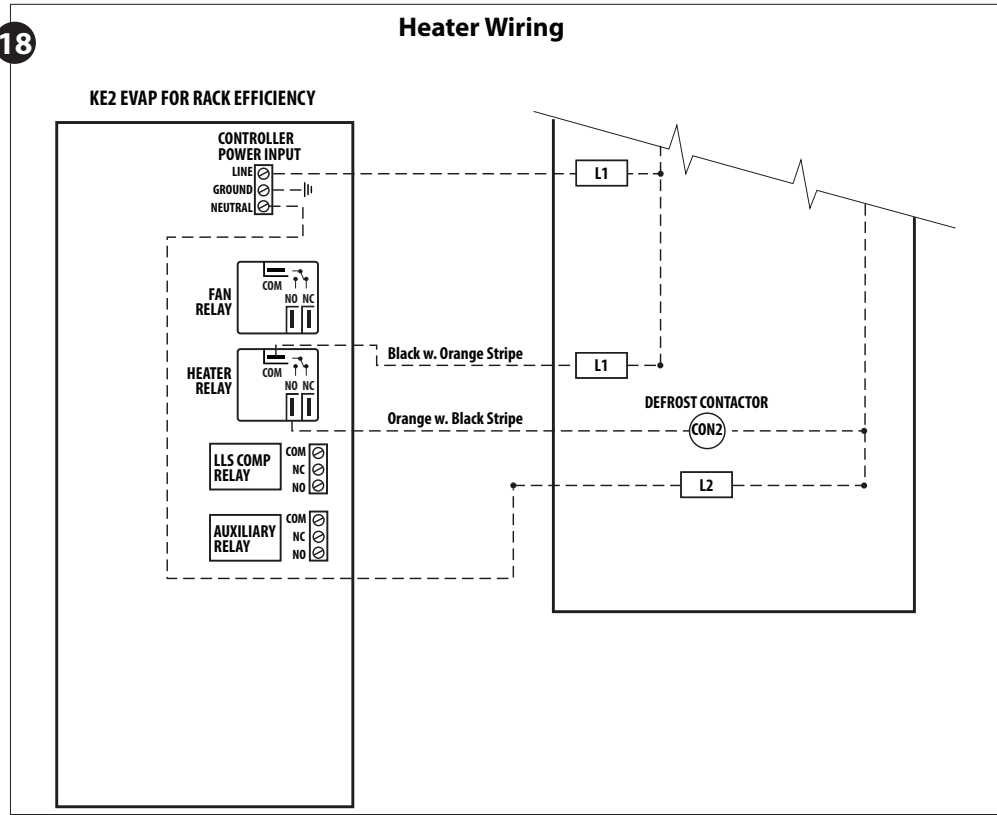 Heater Wiring
18
KE2 EVAP FOR RACK EFFICIENCY
CONTROLLER
POWER INPUT
LINE
GROUND
NEUTRAL
L1
FAN
RELAY
COM
NO NC
HEATER
RELAY
COM
NO NC
Black w. Orange Stripe
L1
Orange w. Black Stripe
DEFROST CONTACTOR
CON2
LLS COMP
RELAY
COM
NC
NO
L2
AUXILIARY
RELAY
COM
NC
NO